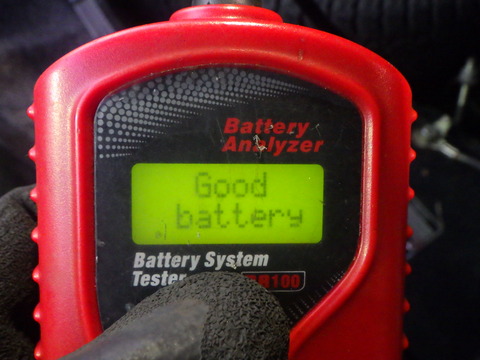 Battery
Analyzer
Good
battery
Battery System
Tester